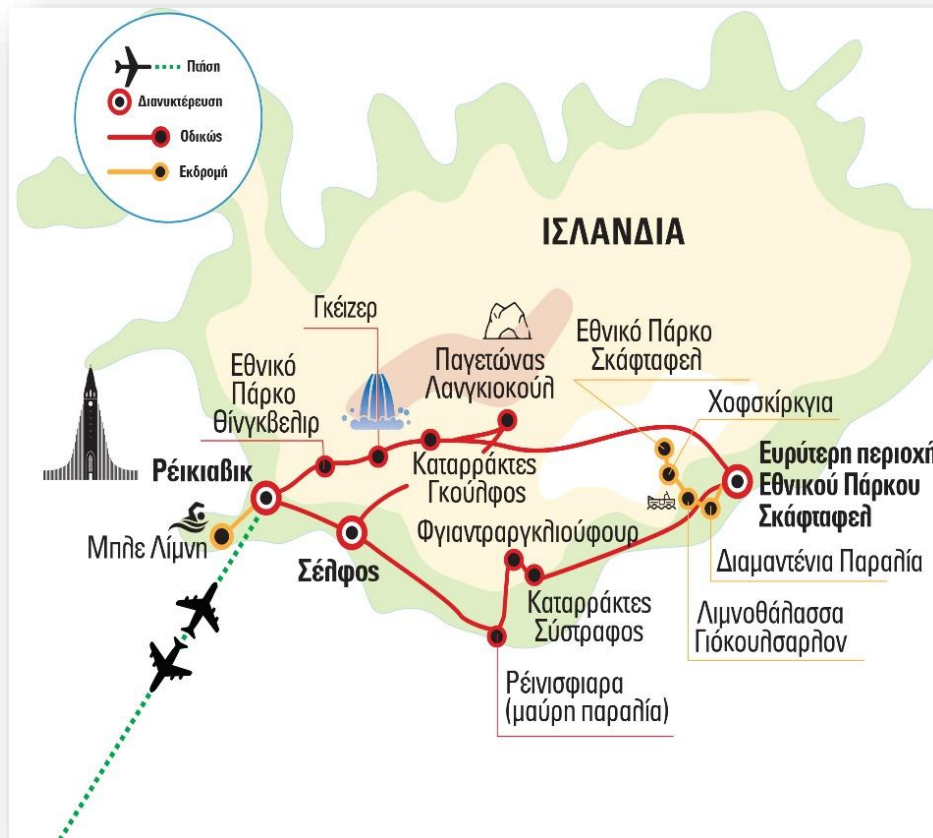 Πτήση
Διανυκτέρευση
Οδικώς
Εκδρομή
ΙΣΛΑΝΔΙΑ
Γκέιζερ
Παγετώνας
Λανγκιοκούλ
Εθνικό Πάρκο
Σκάφταφελ
Εθνικό
Πάρκο
Θίνγκβελιρ
Χοφσκίρκγια
Ρέικιαβικ
Καταρράκτες
Γκούλφος
Ευρύτερη περιοχή
Εθνικού Πάρκου
Σκάφταφελ
Μπλε Λίμνη
Σέλφος
Φγιαντραργκλιούφουρ
Διαμαντένια Παραλία
Καταρράκτες
Σύστραφος
Λιμνοθάλασσα
Γιόκουλσαρλον
Ρέινισφιαρα
(μαύρη παραλία)